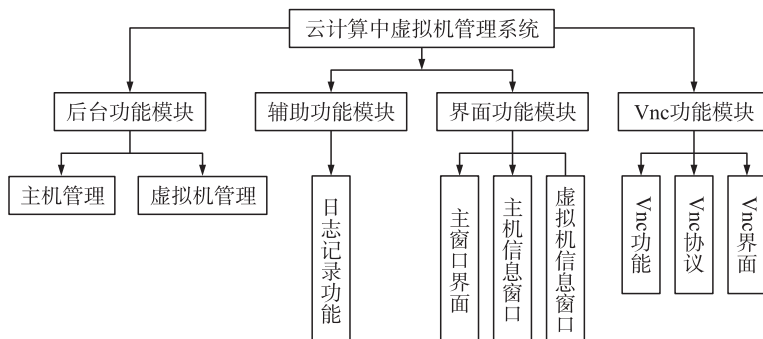 云计算中虚拟机管理系统
后台功能模块
辅助功能模块
界面功能模块
Vnc功能模块
主机管理
虚拟机管理
日志记录功能
主窗口界面
主机信息窗口
虚拟机信息窗口
Vnc功能
Vnc协议
Vnc界面